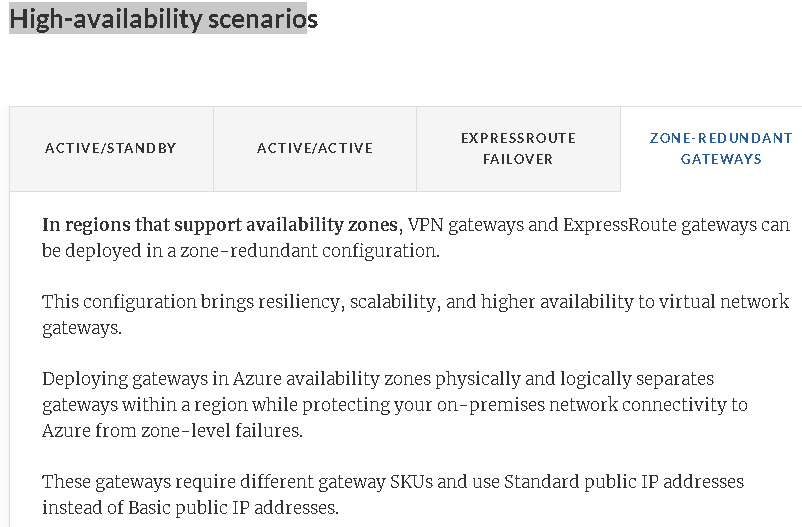 High-availability scenarios
ACTIVE/STANDBY
ACTIVE/ACTIVE
EXPRESSROUTE
FAILOVER
ZONE-REDUNDANT
GATEWAYS
In regions that support availability zones, VPN gateways and ExpressRoute gateways can
be deployed in a zone-redundant configuration.
This configuration brings resiliency, scalability, and higher availability to virtual network
gateways.
Deploying gateways in Azure availability zones physically and logically separates
gateways within a region while protecting your on-premises network connectivity to
Azure from zone-level failures.
These gateways require different gateway SKUs and use Standard public IP addresses
instead of Basic public IP addresses.